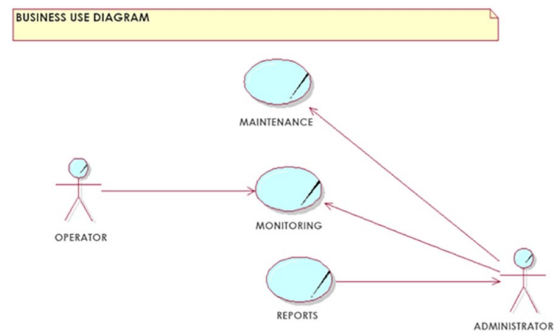 BUSINESS USE DIAGRAM
MAINTENANCE
OPERATOR
MONITORING
REPORTS
ADMINISTRATOR